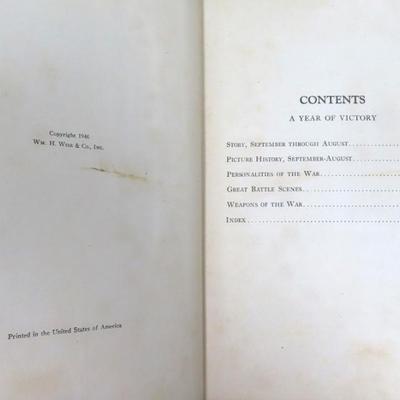 Copyright 1946
Wm. H. Wise & Co., Inc.
Printed in the United States of America
CONTENTS
A YEAR OF VICTORY
Story, September through August
Picture History, September-August
Personalities of the War
Great Battle Scenes
Weapons of the War
Index